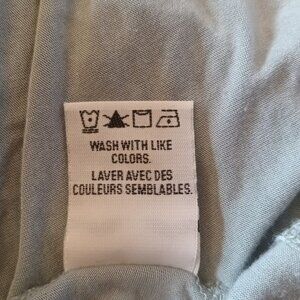 WASH WITH LIKE
COLORS.
LAVER AVEC DES
COULEURS SEMBLABLES.